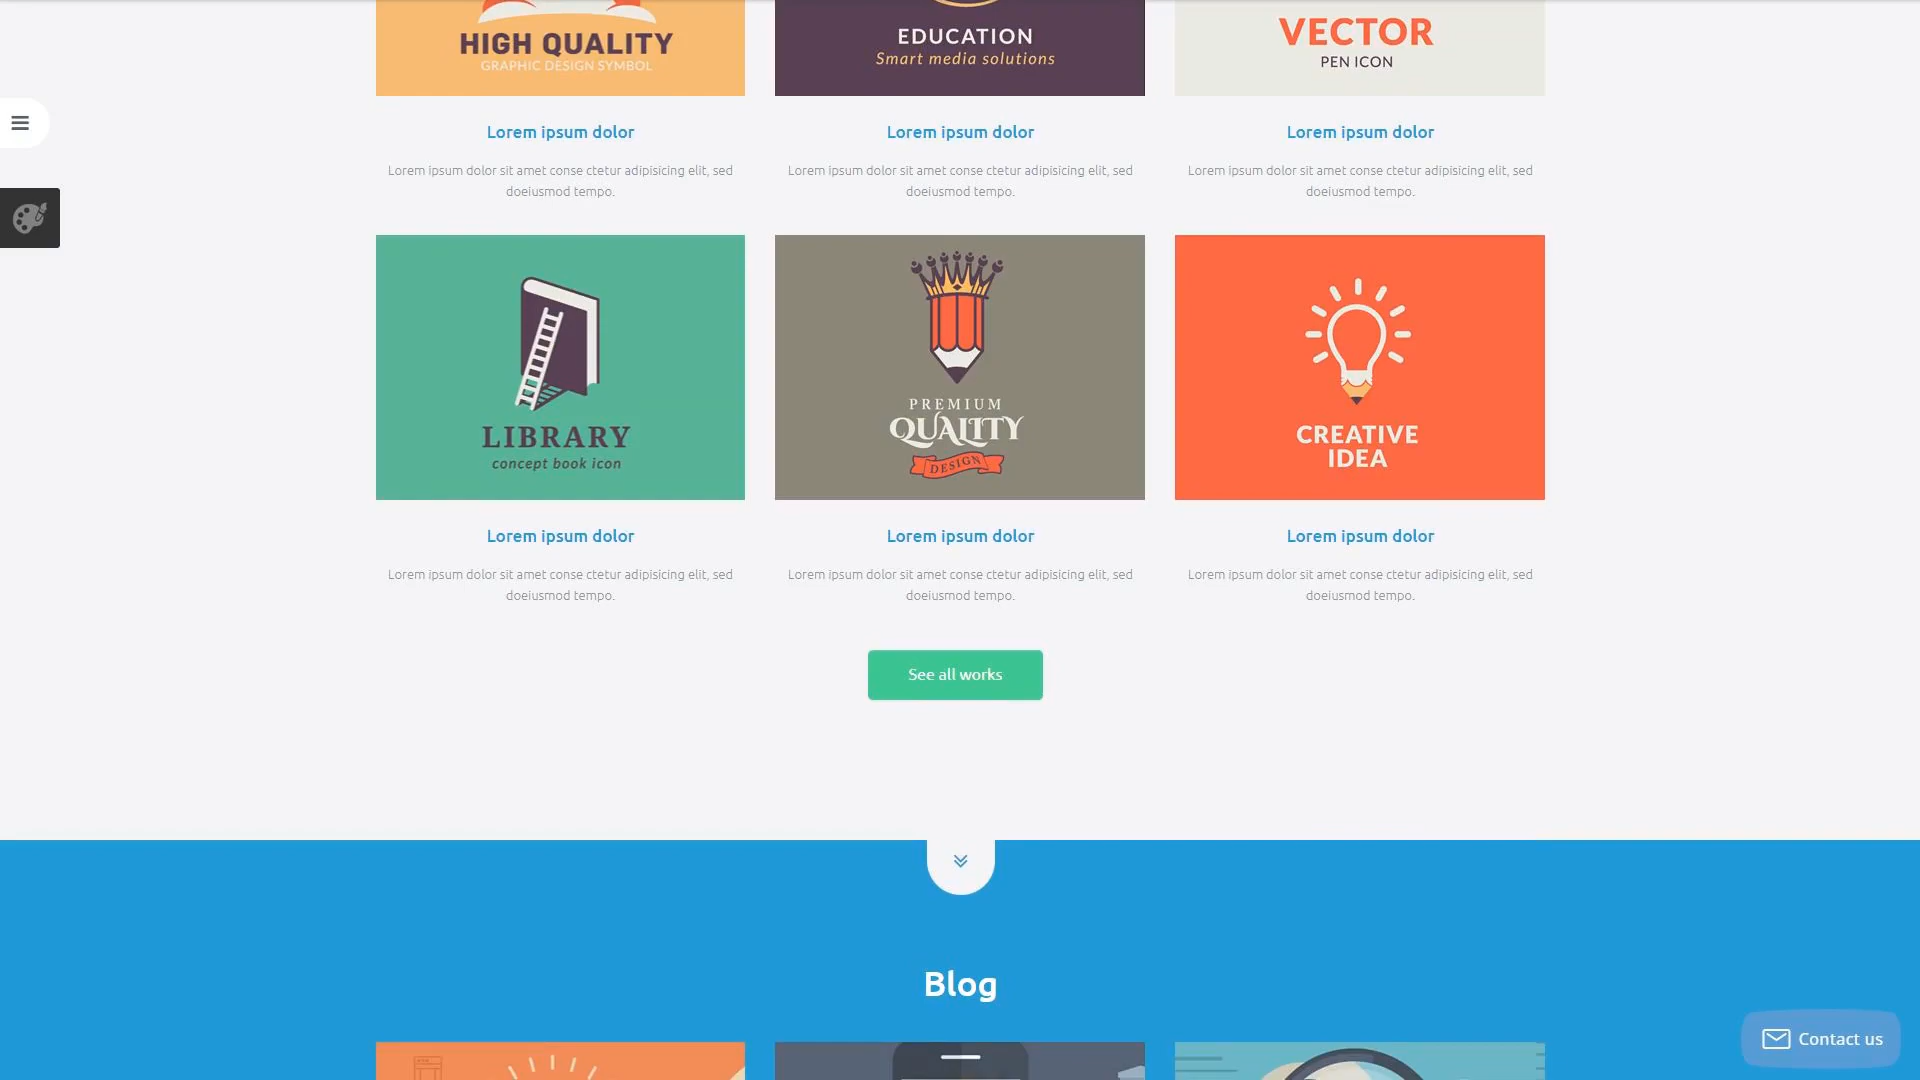 HIGH QUALITY
GRAPHIC DESIGN SYMBOL
EDUCATION
Smart media solutions
VECTOR
PEN ICON
Lorem ipsum dolor
Lorem ipsum dolor sit amet conse ctetur adipisicing elit, sed
doeiusmod tempo.
Lorem ipsum dolor
Lorem ipsum dolor sit amet conse ctetur adipisicing elit, sed
doeiusmod tempo.
Lorem ipsum dolor
Lorem ipsum dolor sit amet conse ctetur adipisicing elit, sed
doeiusmod tempo.
LIBRARY
concept book icon
PREMIUM
QUALITY
DESIGN
CREATIVE
IDEA
Lorem ipsum dolor
Lorem ipsum dolor sit amet conse ctetur adipisicing elit, sed
doeiusmod tempo.
Lorem ipsum dolor
Lorem ipsum dolor sit amet conse ctetur adipisicing elit, sed
doeiusmod tempo.
Lorem ipsum dolor
Lorem ipsum dolor sit amet conse ctetur adipisicing elit, sed
doeiusmod tempo.
See all works
Blog
Contact us